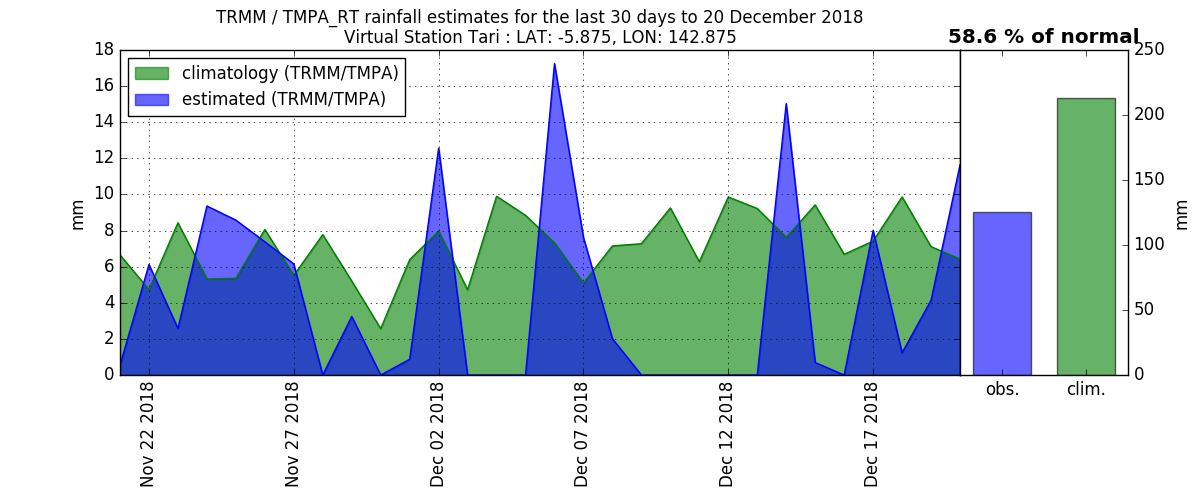 TRMM / TMPA_RT rainfall estimates for the last 30 days to 20 December 2018
Virtual Station Tari : LAT: -5.875, LON: 142.875
58.6 % of normal
climatology (TRMM/TMPA)
estimated (TRMM/TMPA)
mm
18
16
14
12
10
8
6
4
2
0
Nov 22 2018
Nov 27 2018
Dec 02 2018
Dec 07 2018
Dec 12 2018
Dec 17 2018
250
200
150
100
50
0
mm
obs.
clim.